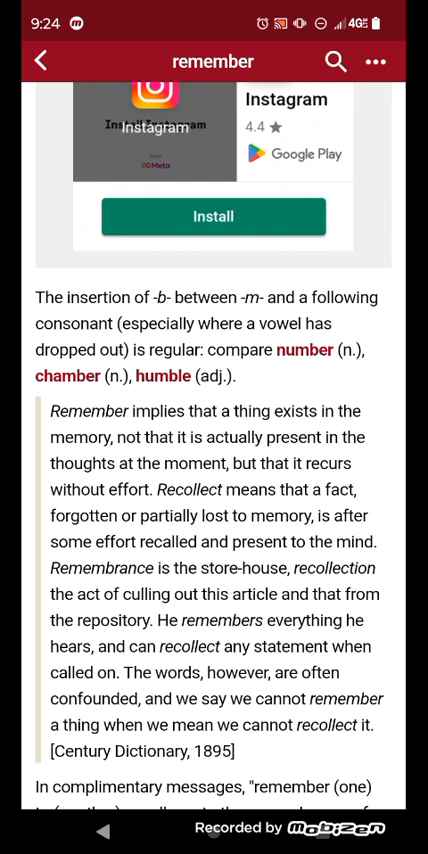 9:24
4G
remember
Install Instagram
Instagram
from
Meta
Instagram
4.4 ★
Google Play
Install
The insertion of -b- between -m- and a following
consonant (especially where a vowel has
dropped out) is regular: compare number (n.),
chamber (n.), humble (adj.).
Remember implies that a thing exists in the
memory, not that it is actually present in the
thoughts at the moment, but that it recurs
without effort. Recollect means that a fact,
forgotten or partially lost to memory, is after
some effort recalled and present to the mind.
Remembrance is the store-house, recollection
the act of culling out this article and that from
the repository. He remembers everything he
hears, and can recollect any statement when
called on. The words, however, are often
confounded, and we say we cannot remember
a thing when we mean we cannot recollect it.
[Century Dictionary, 1895]
In complimentary messages, "remember (one)
Recorded by Mobizen